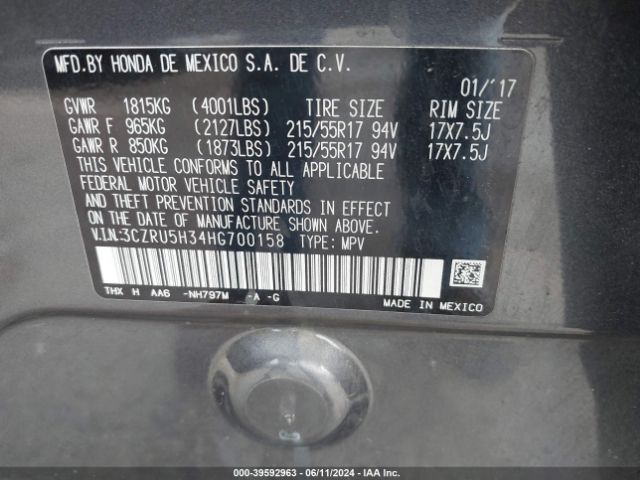 MFD.BY HONDA DE MEXICO S.A. DE C.V.
01/'17
GVWR 1815KG (4001LBS) TIRE SIZE RIM SIZE
GAWR F 965KG (2127LBS) 215/55R17 94V 17X7.5J
GAWR R 850KG (1873LBS) 215/55R17 94V 17X7.5J
THIS VEHICLE CONFORMS TO ALL APPLICABLE
FEDERAL MOTOR VEHICLE SAFETY
AND THEFT PREVENTION STANDARDS IN EFFECT
ON THE DATE OF MANUFACTURE SHOWN ABOVE.
V.I.N.:3CZRU5H34HG700158 TYPE: MPV
THX H AA6 -NH797M -A -G
MADE IN MEXICO
000-39592963 - 06/11/2024 - IAA Inc.